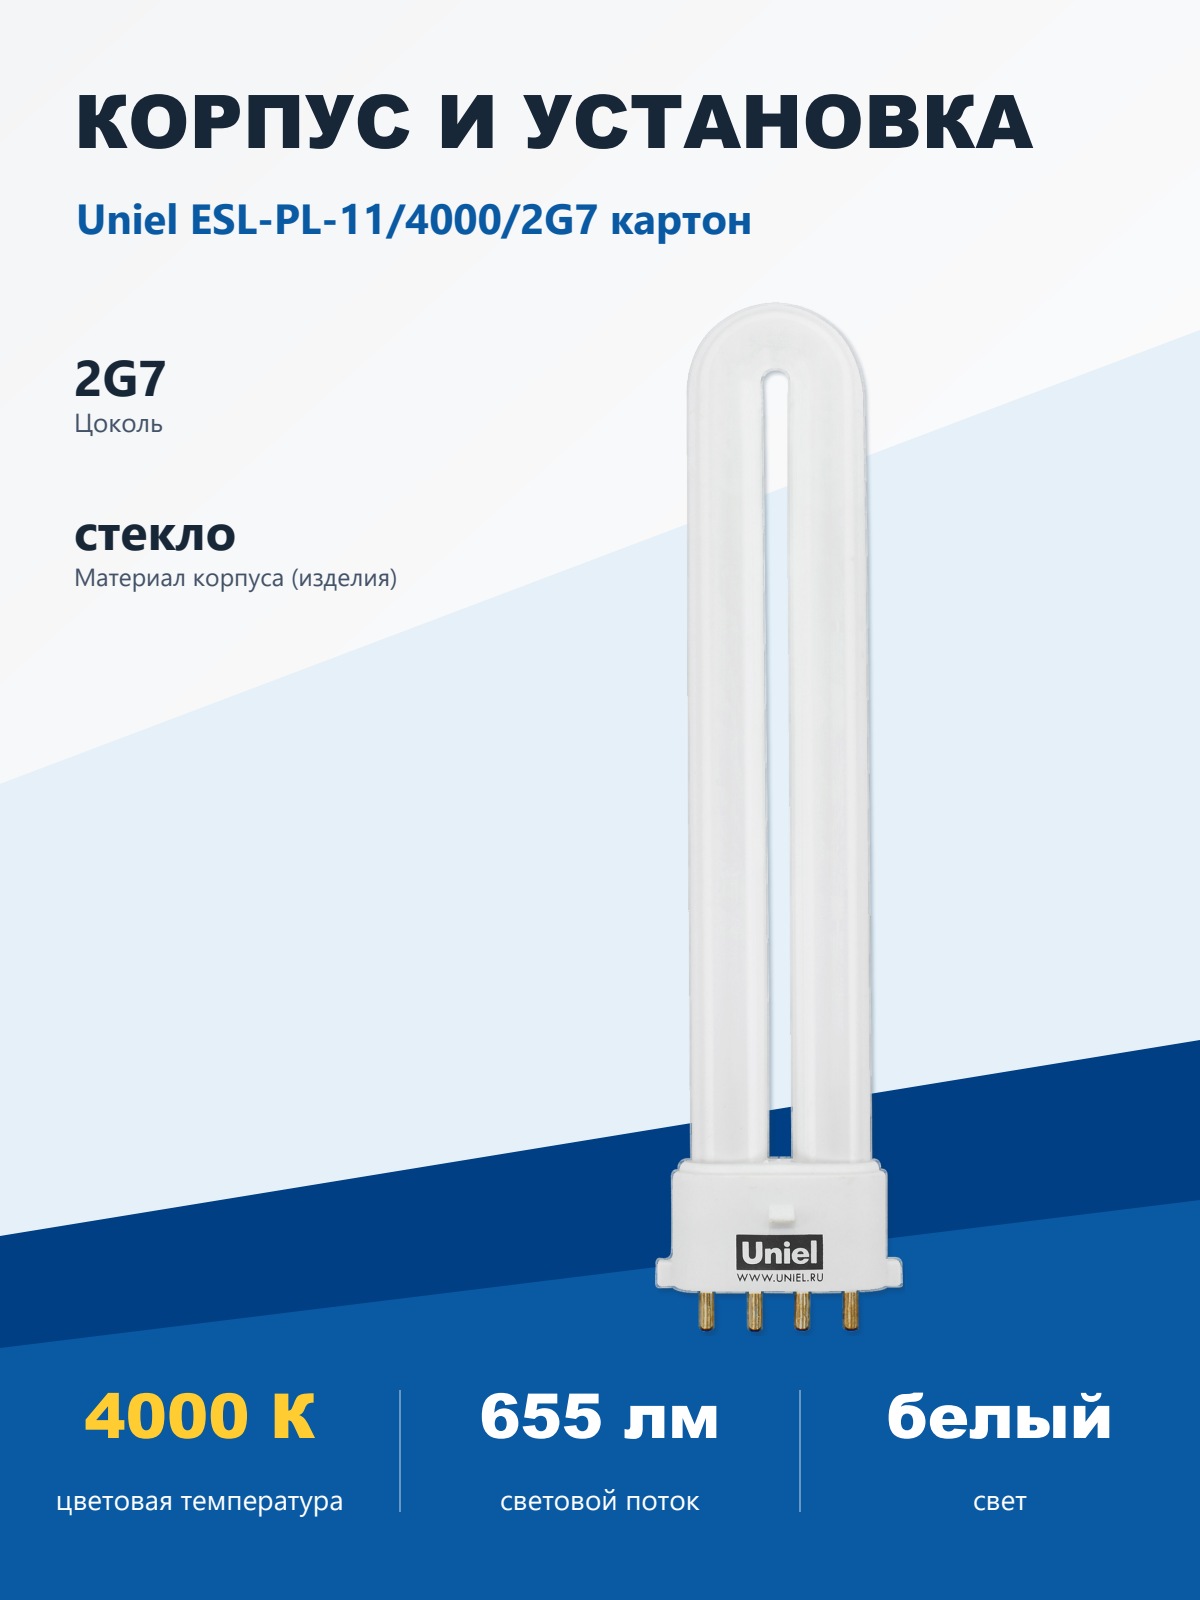 КОРПУС И УСТАНОВКА
Uniel ESL-PL-11/4000/2G7 картон
2G7
Цоколь
стекло
Материал корпуса (изделия)
Uniel
WWW.UNIEL.RU
4000 К
цветовая температура
655 лм
световой поток
белый
свет